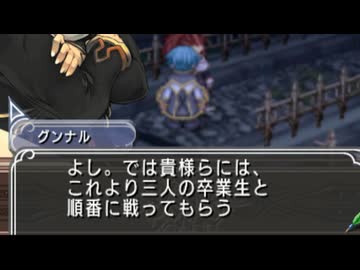 グンナル
よし。では貴様らには、
これより三人の卒業生と
順番に戦ってもらう